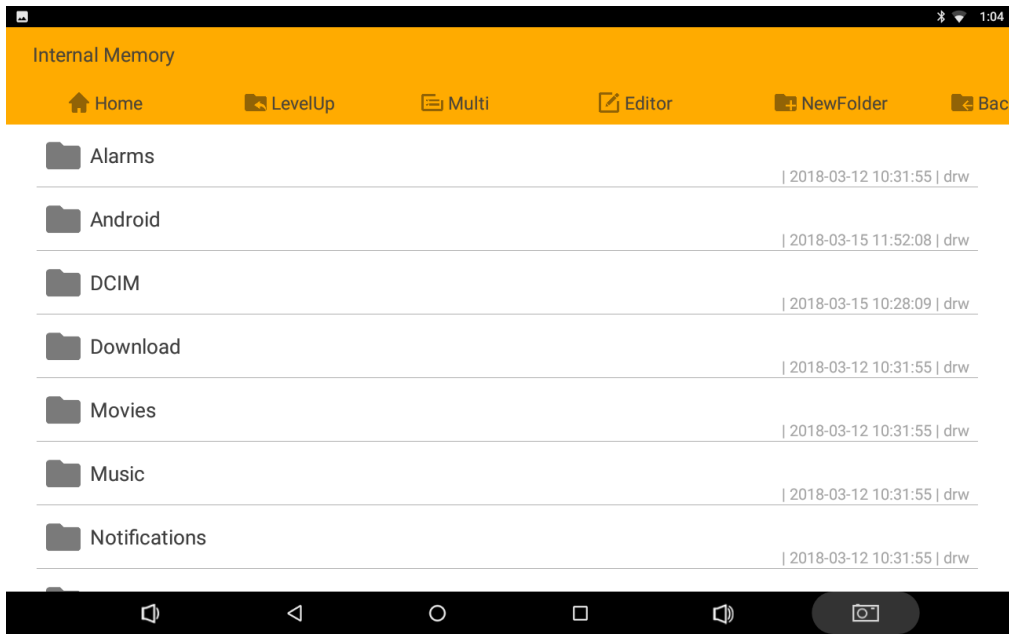 1:04
Internal Memory
Home LevelUp Multi Editor NewFolder Bac
Alarms
| 2018-03-12 10:31:55 | drw
Android
| 2018-03-15 11:52:08 | drw
DCIM
| 2018-03-15 10:28:09 | drw
Download
| 2018-03-12 10:31:55 | drw
Movies
| 2018-03-12 10:31:55 | drw
Music
| 2018-03-12 10:31:55 | drw
Notifications
| 2018-03-12 10:31:55 | drw